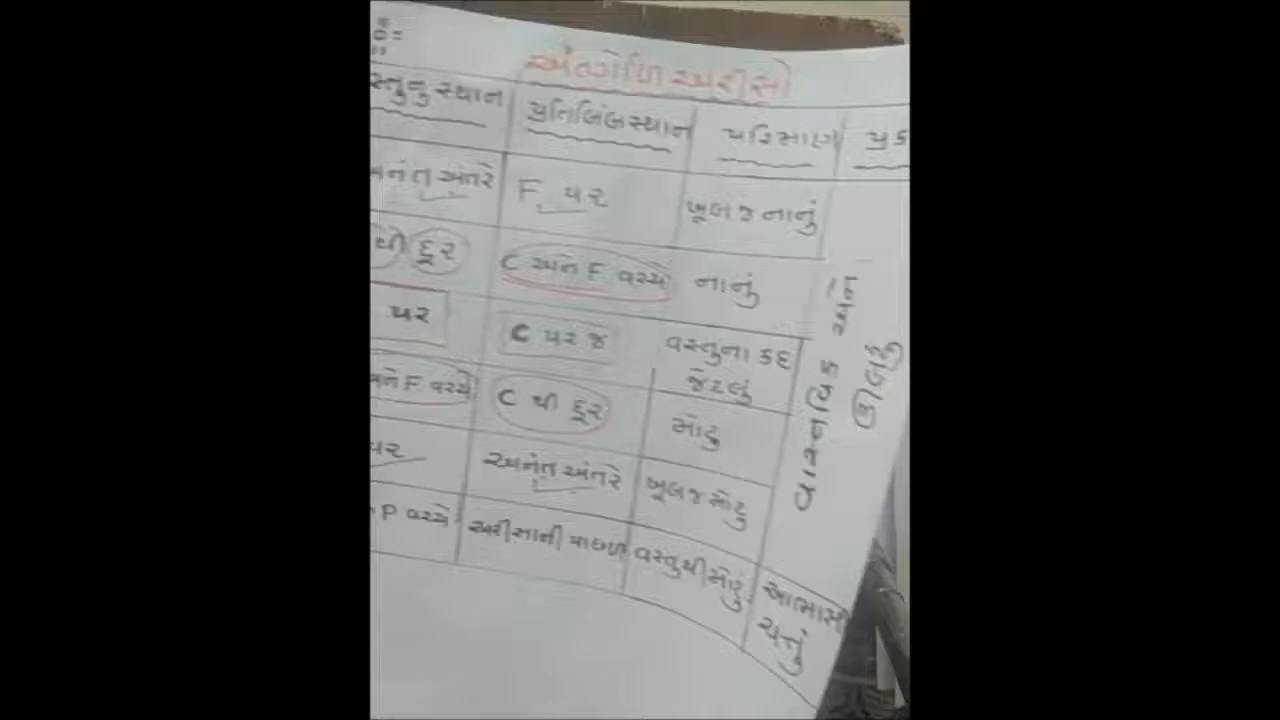 અંતર્ગોળ અરીસો
સ્તુનુ સ્થાન પ્રતિબિંબ સ્થાન પરિમાણ પ્રક
નંત અંતરે F પર ખૂબ જ નાનું
થી દૂર C અને F વચ્ચે નાનું
પર C પર જ વસ્તુના કદ
જેટલું
અને F વચ્ચે C થી દૂર મોટુ
પર અનંત અંતરે ખૂબ જ મોટુ
વાસ્તવિક અને
ઊલટું
P વચ્ચે અરીસાની પાછળ વસ્તુથી મોટું આભાસી
ચત્તું